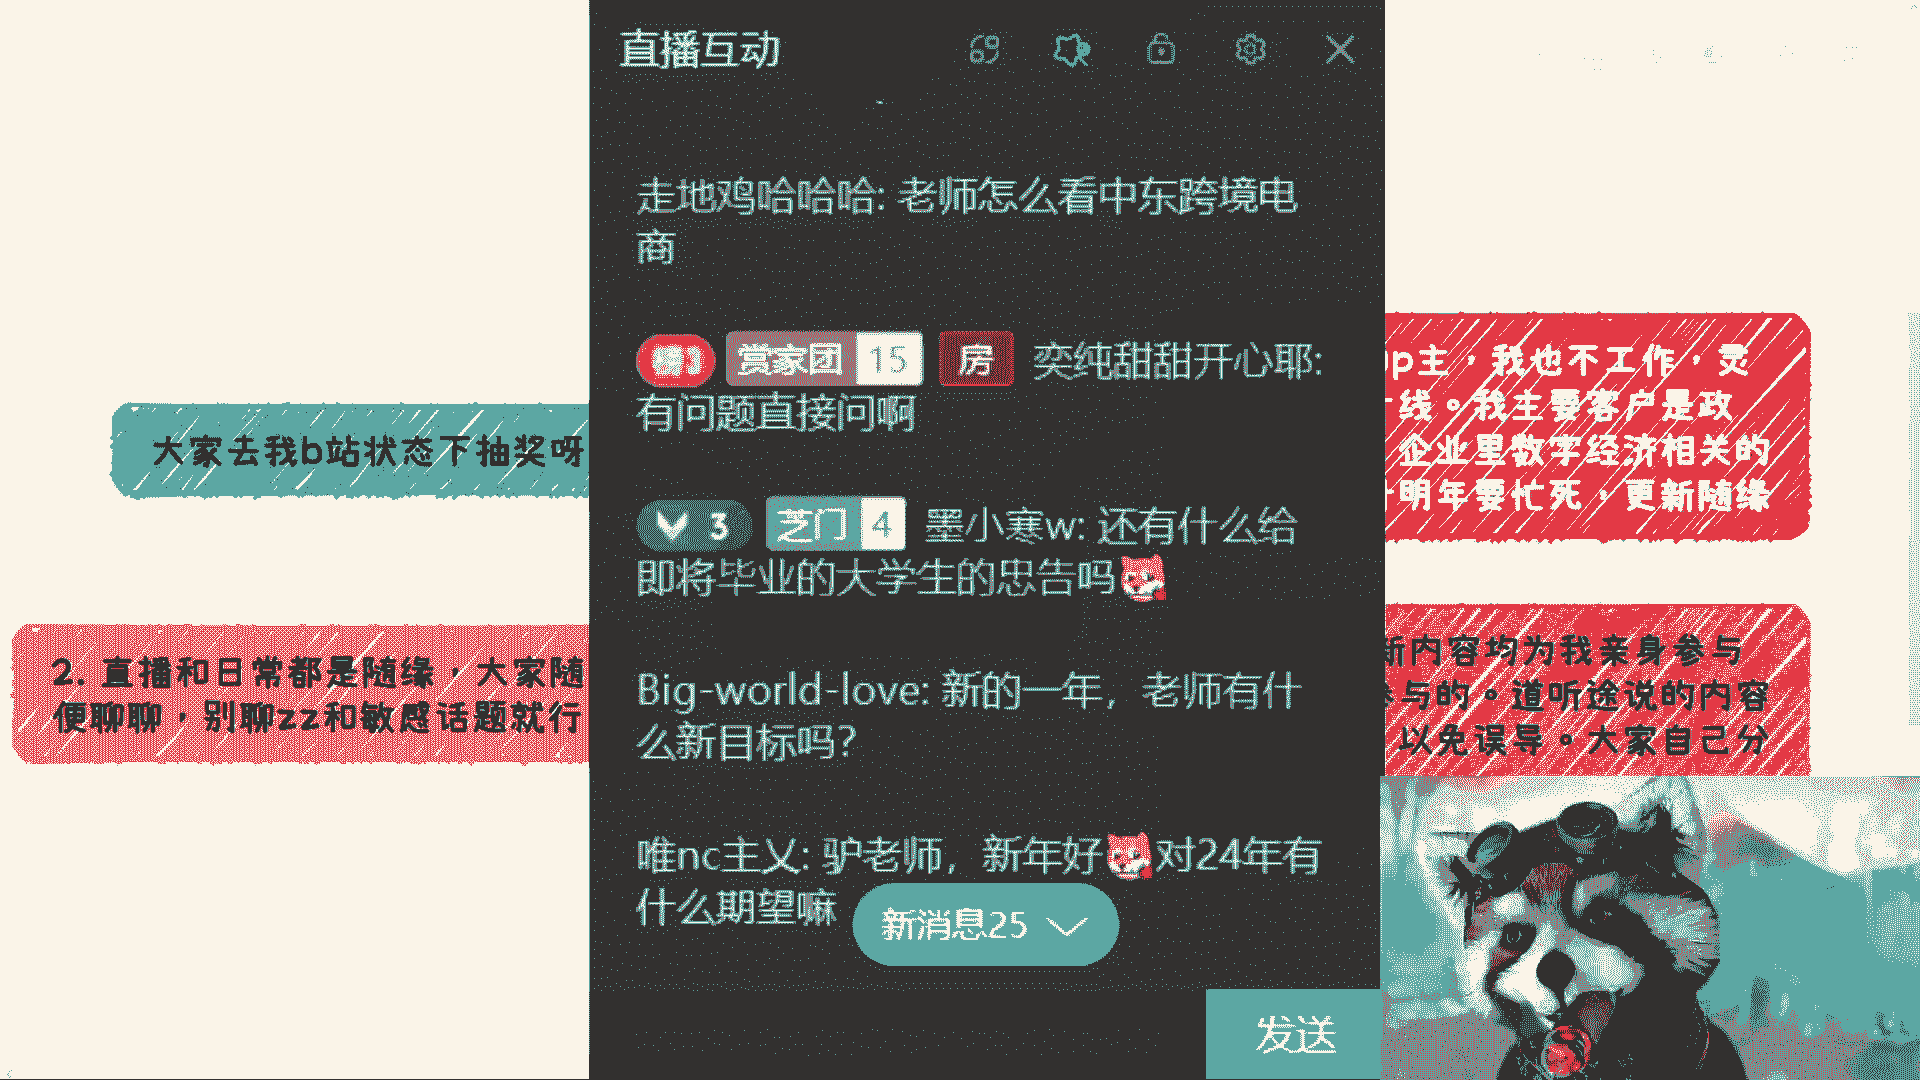 直播互动
走地鸡哈哈哈: 老师怎么看中东跨境电
商
赏家团 15 房 奕纯甜甜开心耶:
有问题直接问啊
3 芝门 4 墨小寒w: 还有什么给
即将毕业的大学生的忠告吗
Big-world-love: 新的一年，老师有什
么新目标吗?
唯nc主乂: 驴老师，新年好对24年有
什么期望嘛
新消息25
发送
大家去我b站状态下抽奖呀
2. 直播和日常都是随缘，大家随
便聊聊，别聊zz和敏感话题就行
up主，我也不工作，灵
线。我主要客户是政
企业里数字经济相关的
明年要忙死，更新随缘
新内容均为我亲身参与
参与的。道听途说的内容
以免误导。大家自己分